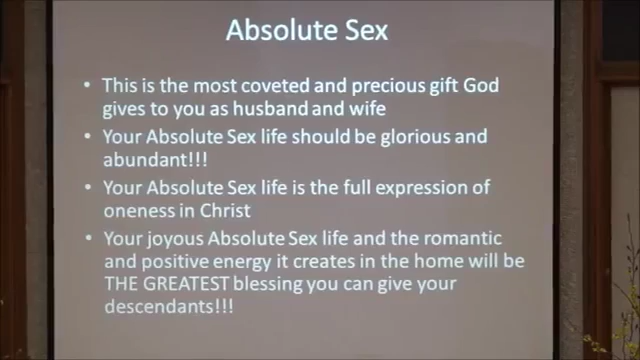 Absolute Sex
• This is the most coveted and precious gift God
gives to you as husband and wife
• Your Absolute Sex life should be glorious and
abundant!!!
• Your Absolute Sex life is the full expression of
oneness in Christ
• Your joyous Absolute Sex life and the romantic
and positive energy it creates in the home will be
THE GREATEST blessing you can give your
descendants!!!